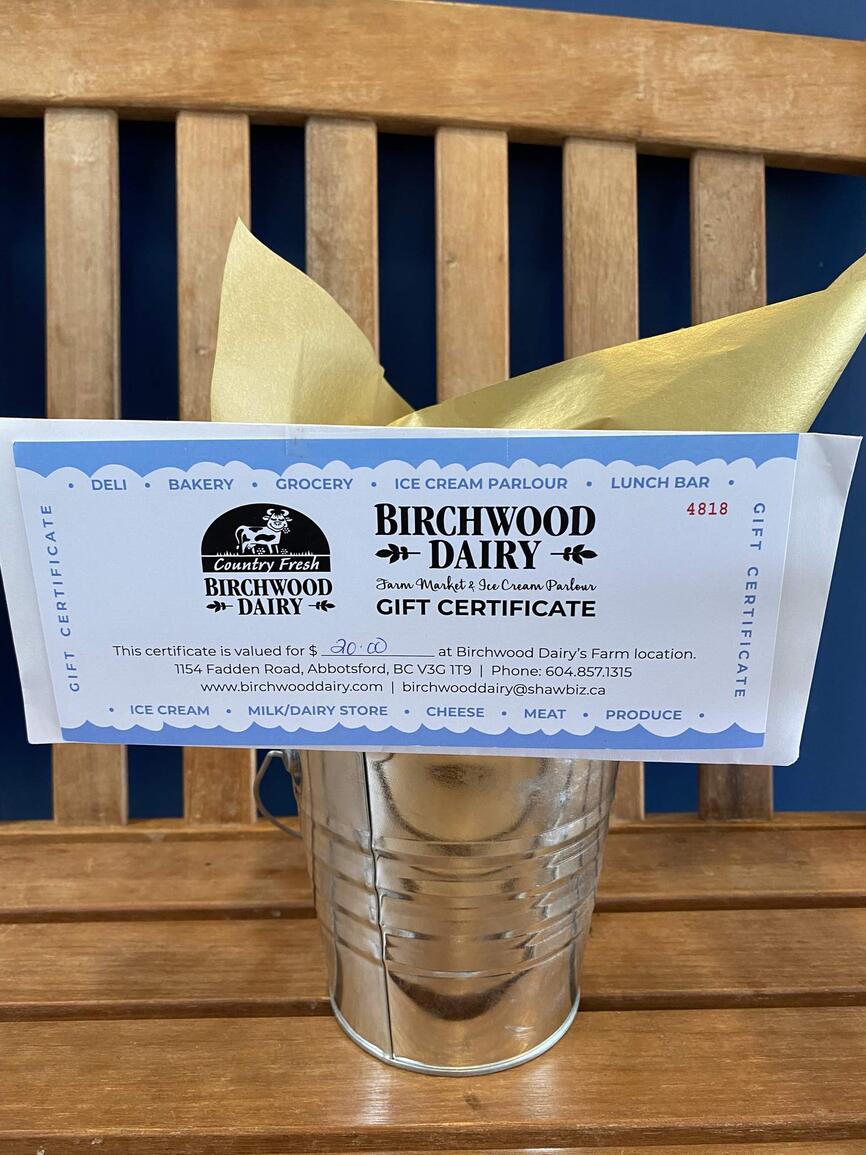 • DELI • BAKERY • GROCERY • ICE CREAM PARLOUR • LUNCH BAR •
4818
GIFT CERTIFICATE
Country Fresh
BIRCHWOOD
DAIRY
BIRCHWOOD
DAIRY
Farm Market & Ice Cream Parlour
GIFT CERTIFICATE
GIFT CERTIFICATE
This certificate is valued for $ 20.00 at Birchwood Dairy's Farm location.
1154 Fadden Road, Abbotsford, BC V3G 1T9 | Phone: 604.857.1315
www.birchwooddairy.com | birchwooddairy@shawbiz.ca
• ICE CREAM • MILK/DAIRY STORE • CHEESE • MEAT • PRODUCE •